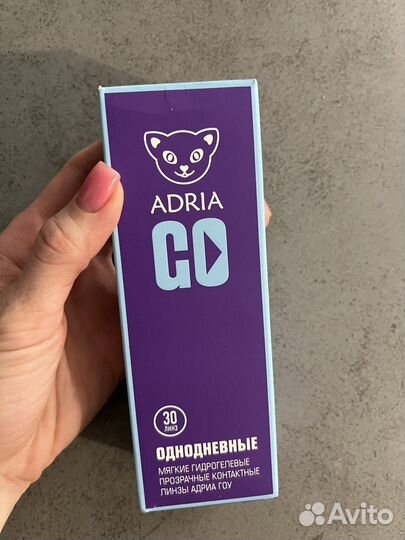 ADRIA
GO
30
ЛИНЗ
ОДНОДНЕВНЫЕ
МЯГКИЕ ГИДРОГЕЛЕВЫЕ
ПРОЗРАЧНЫЕ КОНТАКТНЫЕ
ЛИНЗЫ АДРИА ГОУ
Avito